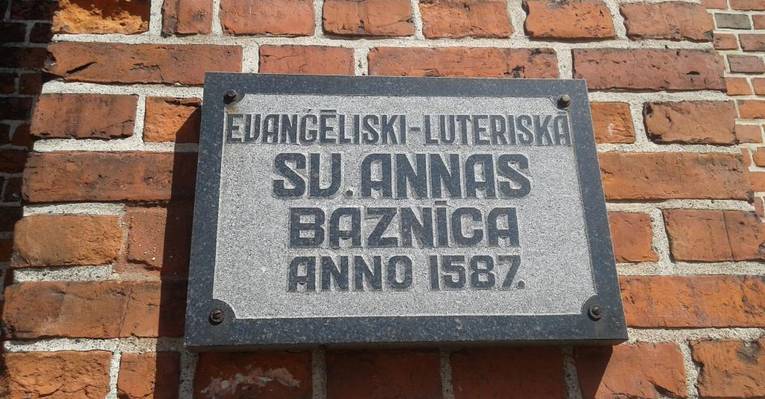 EVANĢĒLISKI-LUTERISKĀ
SV. ANNAS
BAZNĪCA
ANNO 1587.